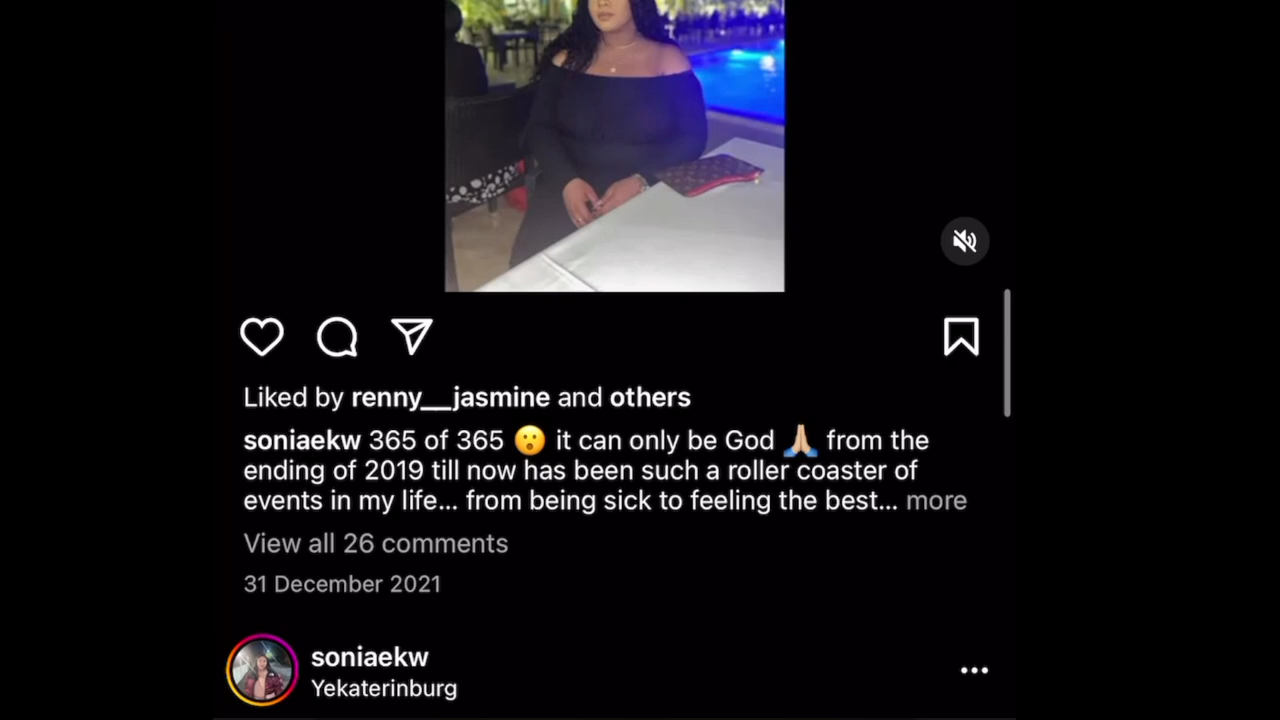 Liked by renny__jasmine and others
soniaekw 365 of 365 😮 it can only be God 🙏🏼 from the
ending of 2019 till now has been such a roller coaster of
events in my life... from being sick to feeling the best... more
View all 26 comments
31 December 2021
soniaekw
Yekaterinburg